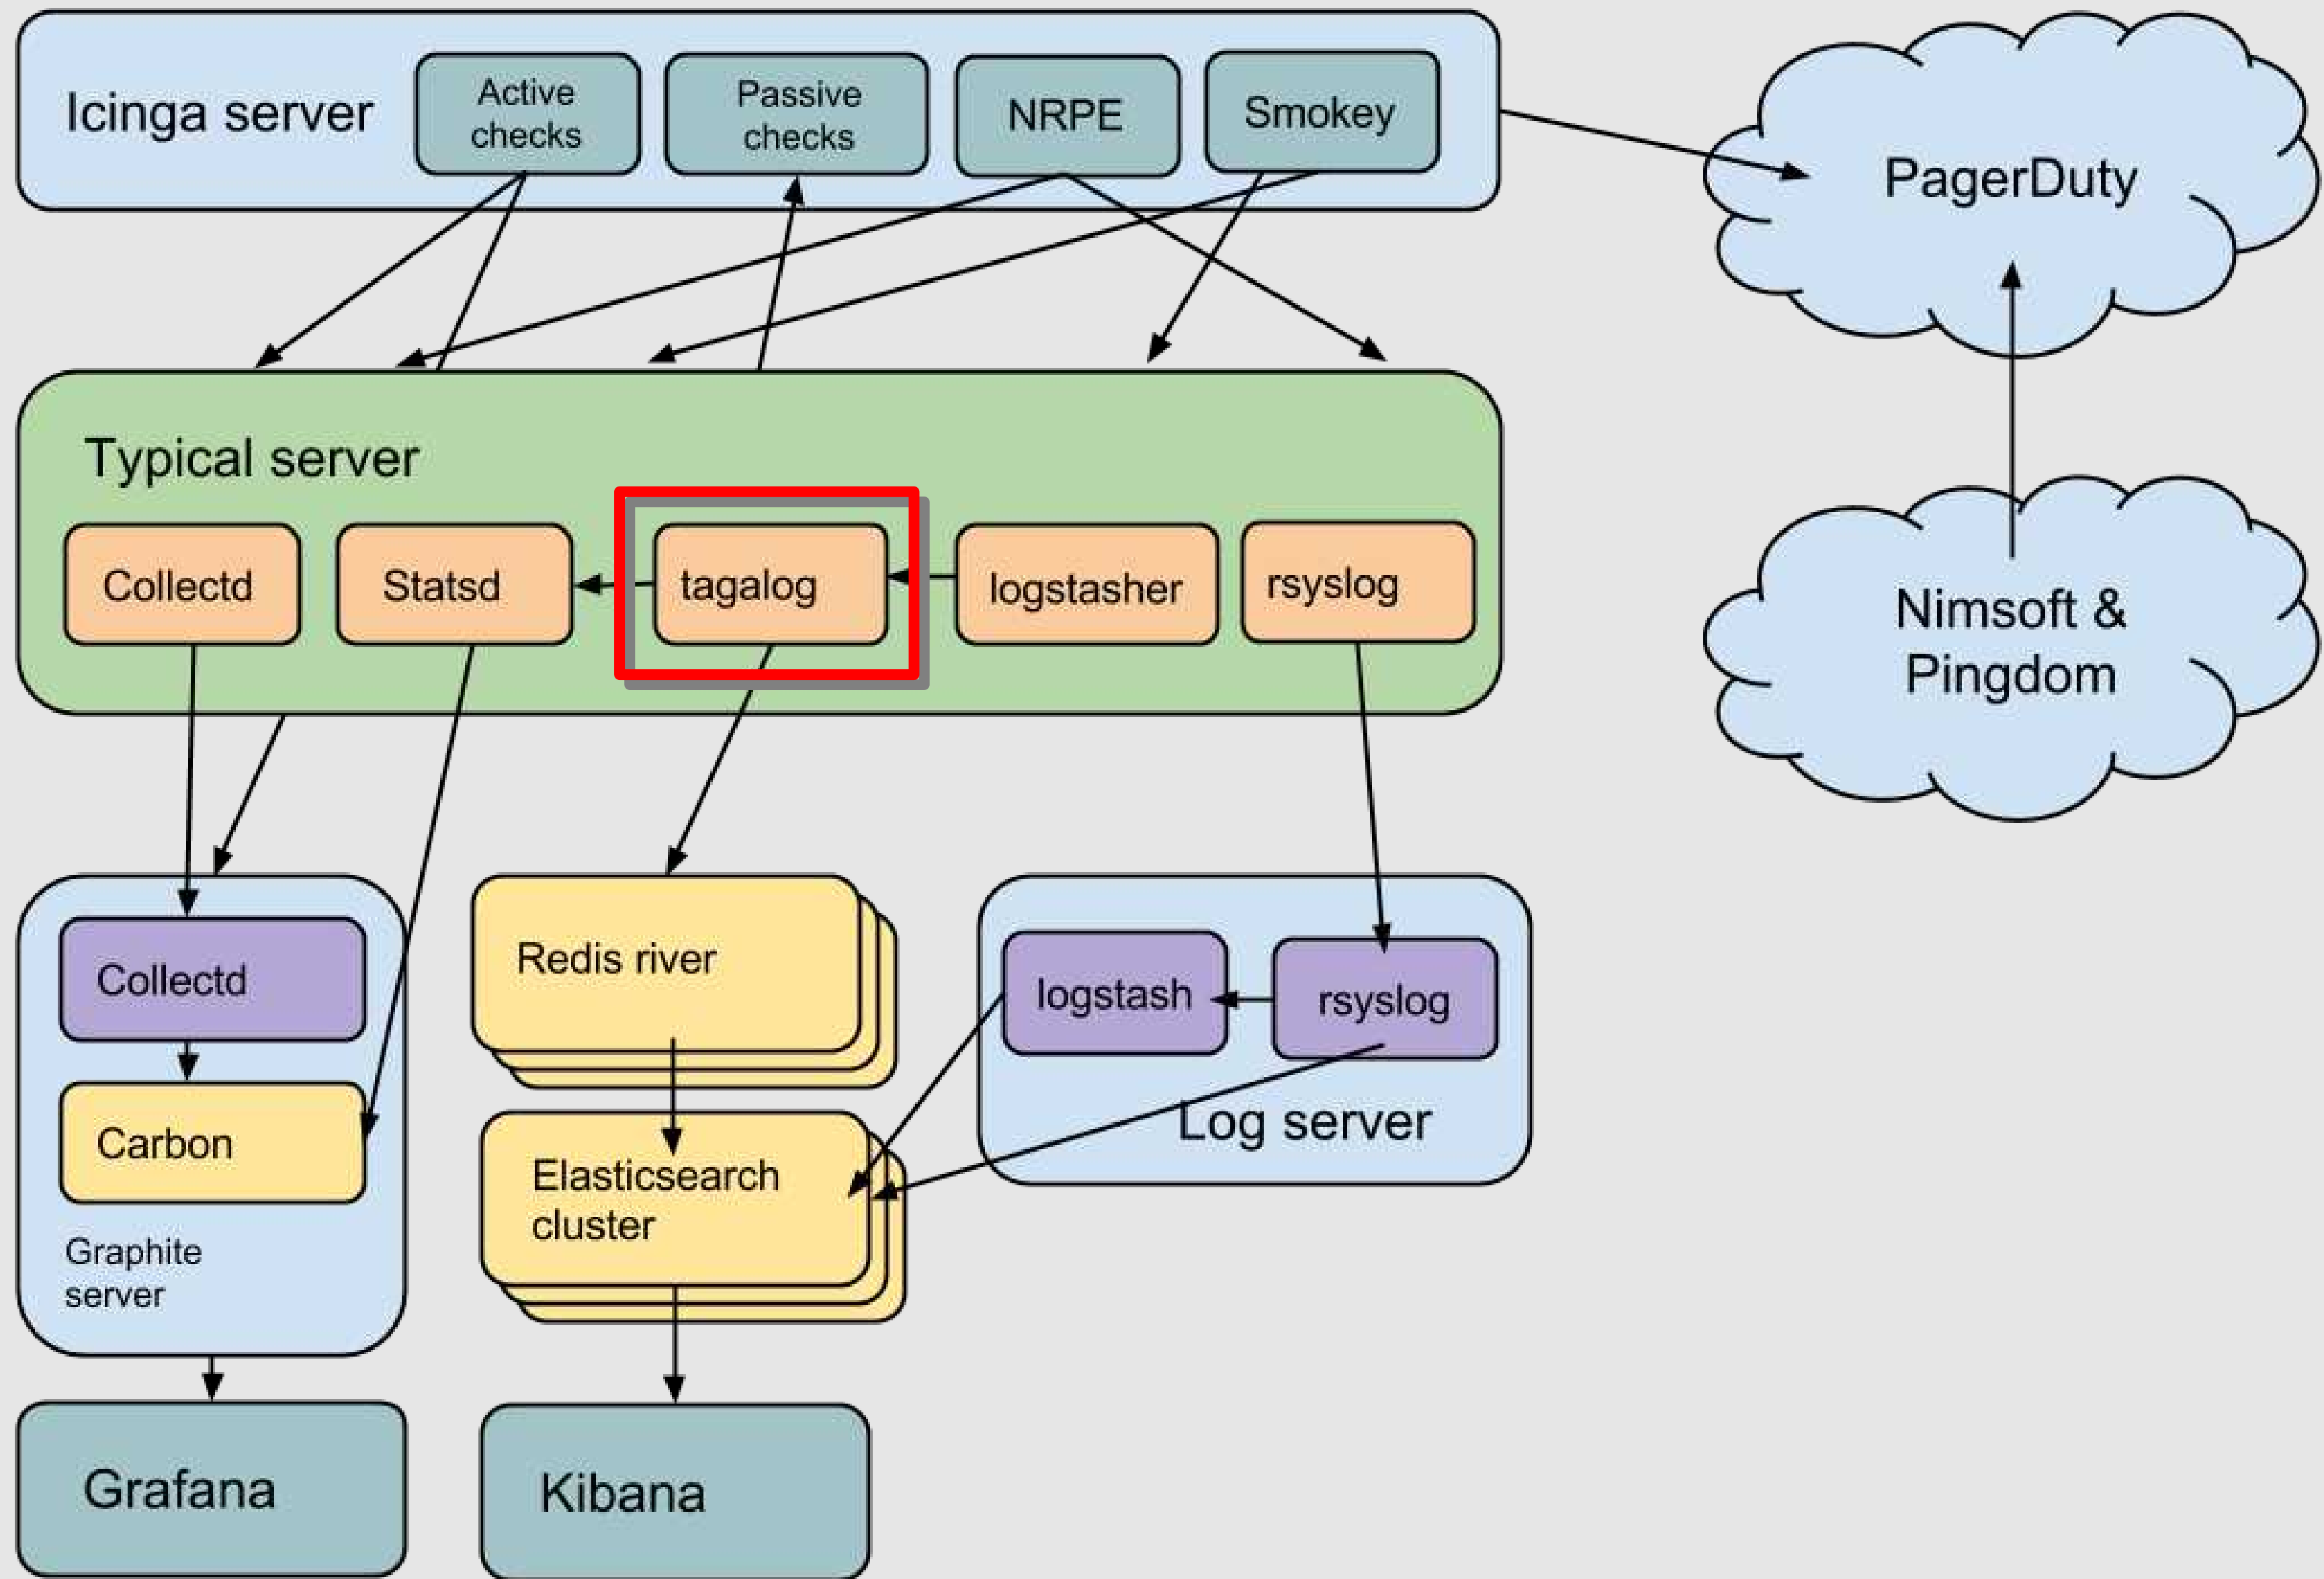 Icinga server
Active
checks
Passive
checks
NRPE
Smokey
PagerDuty
Typical server
Collectd
Statsd
tagalog
logstasher
rsyslog
Nimsoft &
Pingdom
Collectd
Carbon
Graphite
server
Redis river
Elasticsearch
cluster
logstash
rsyslog
Log server
Grafana
Kibana